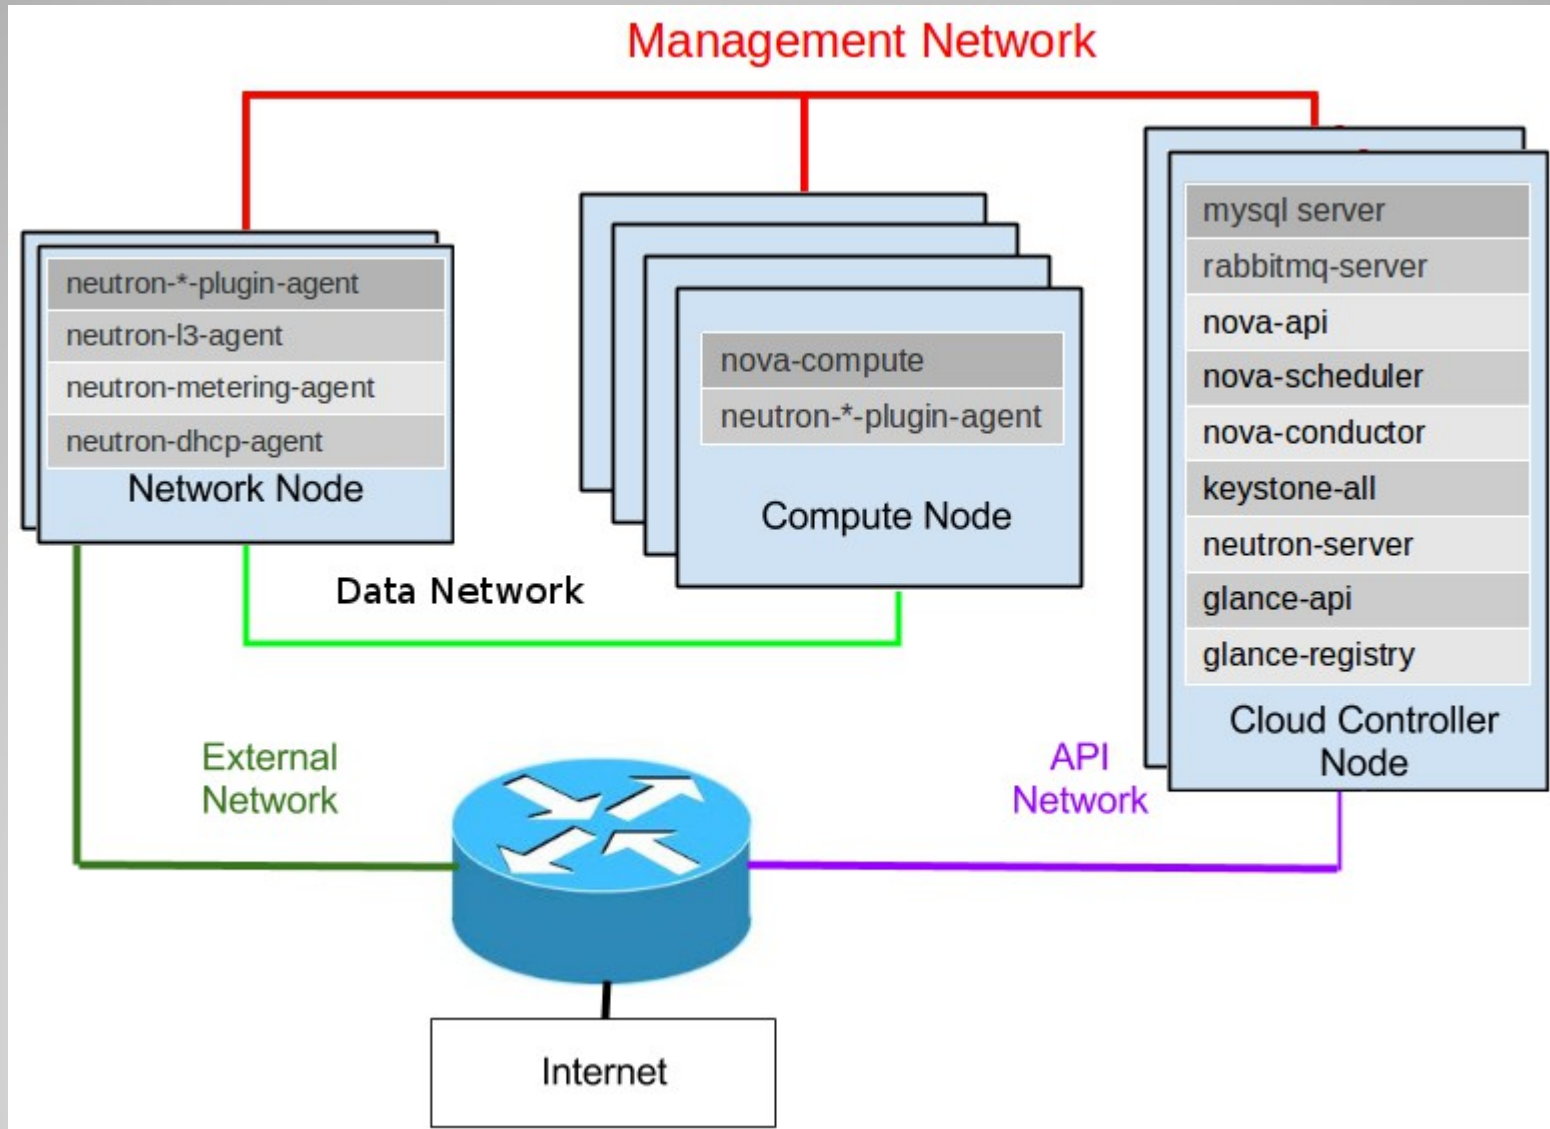 Management Network
neutron-*-plugin-agent
neutron-l3-agent
neutron-metering-agent
neutron-dhcp-agent
Network Node
nova-compute
neutron-*-plugin-agent
Compute Node
mysql server
rabbitmq-server
nova-api
nova-scheduler
nova-conductor
keystone-all
neutron-server
glance-api
glance-registry
Cloud Controller
Node
Data Network
External
Network
API
Network
Internet